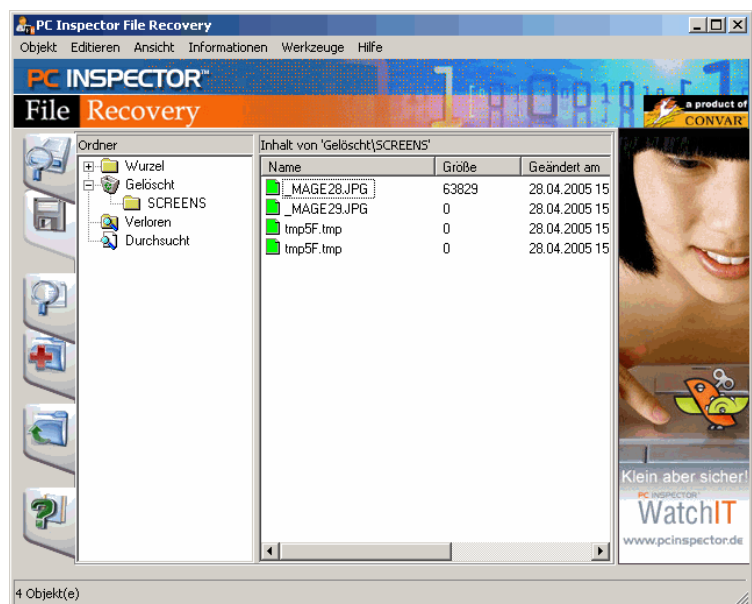 PC Inspector File Recovery
Objekt Editieren Ansicht Informationen Werkzeuge Hilfe
PC INSPECTOR™
File Recovery
a product of
CONVAR
Ordner
Wurzel
Gelöscht
SCREENS
Verloren
Durchsucht
Inhalt von 'Gelöscht\SCREENS'
Name Größe Geändert am
_MAGE28.JPG 63829 28.04.2005 15
_MAGE29.JPG 0 28.04.2005 15
tmp5F.tmp 0 28.04.2005 15
tmp5F.tmp 0 28.04.2005 15
Klein aber sicher!
PC INSPECTOR
WatchIT
www.pcinspector.de
4 Objekt(e)